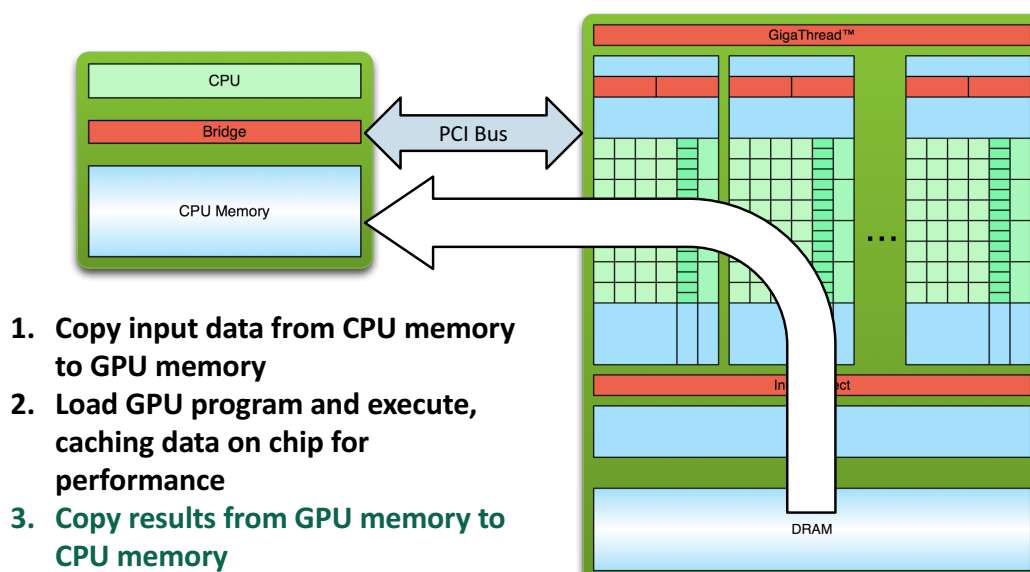 GigaThread™
CPU
Bridge
PCI Bus
CPU Memory
...
1. Copy input data from CPU memory
to GPU memory
2. Load GPU program and execute,
caching data on chip for
performance
3. Copy results from GPU memory to
CPU memory
DRAM